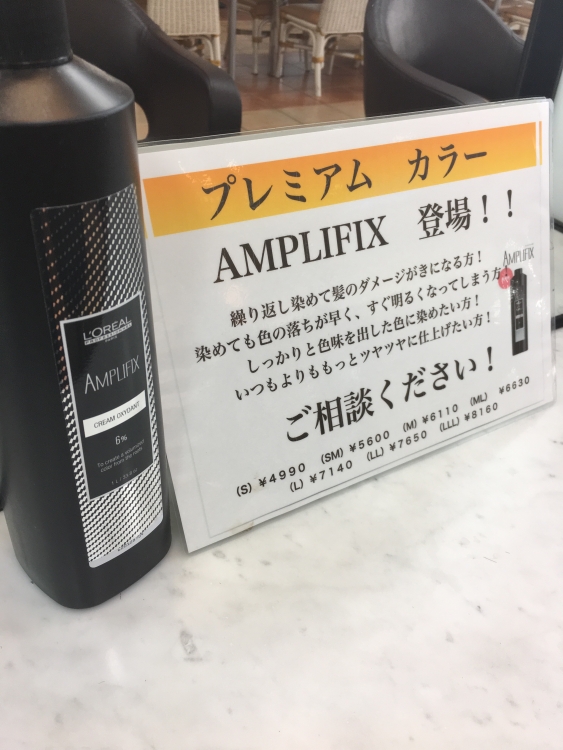 プレミアム カラー
AMPLIFIX 登場！！
繰り返し染めて髪のダメージがきになる方！
染めても色の落ちが早く、すぐ明るくなってしまう方！
しっかりと色味を出した色に染めたい方！
いつもよりももっとツヤツヤに仕上げたい方！
ご相談ください！
(S) ¥4990 (SM) ¥5600 (M) ¥6110 (ML) ¥6630
(L) ¥7140 (LL) ¥7650 (LLL) ¥8160
AMPLIFIX
L'ORÉAL
PROFESSIONNEL
PARIS
AMPLIFIX
CREAM OXYDANT
6%